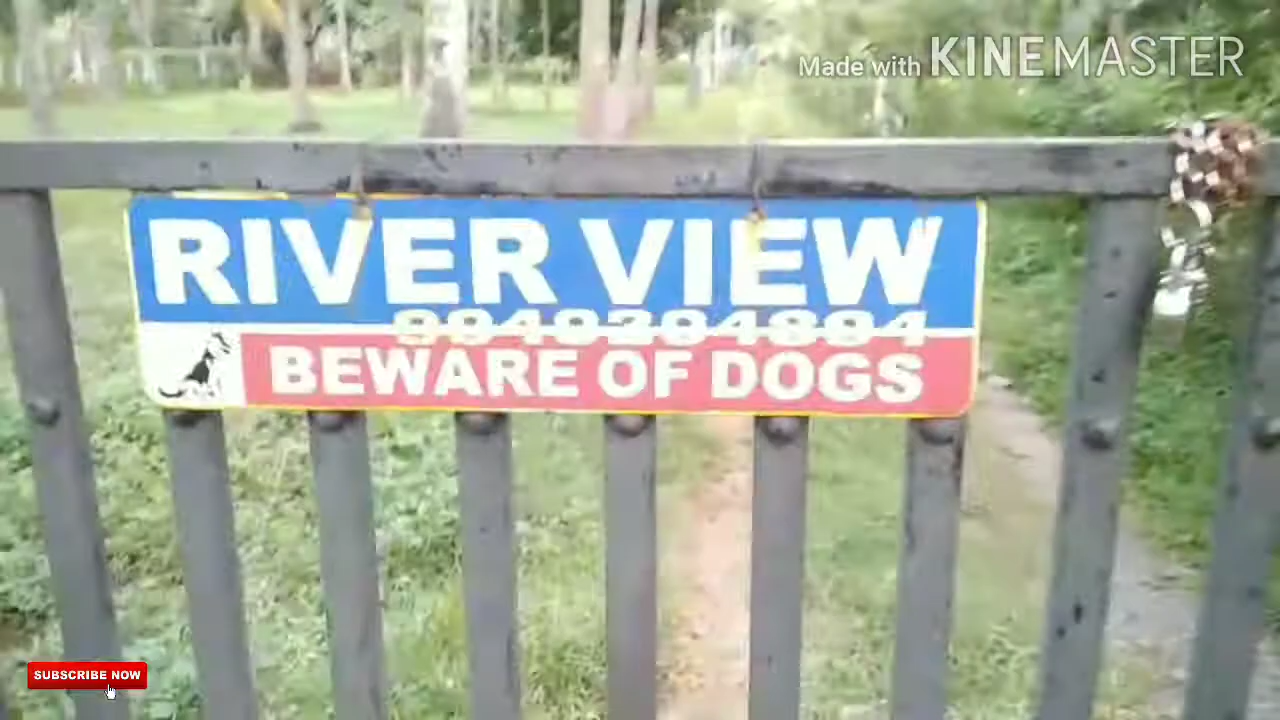 Made with KINEMASTER
RIVER VIEW
BEWARE OF DOGS
SUBSCRIBE NOW